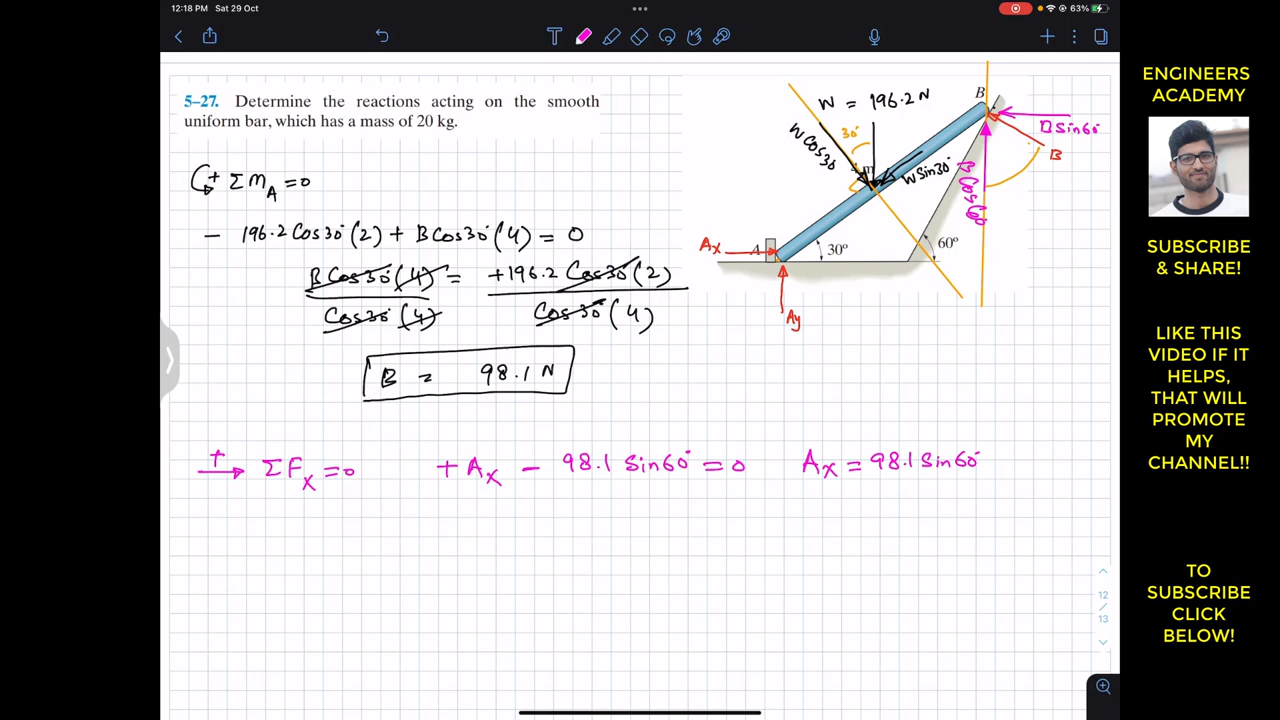 12:18 PM Sat 29 Oct
63%
5–27. Determine the reactions acting on the smooth
uniform bar, which has a mass of 20 kg.
+ ΣM_A = 0
− 196.2 Cos30° (2) + B Cos30° (4) = 0
B Cos30° (4) = +196.2 Cos30° (2)
Cos30° (4) Cos30° (4)
B = 98.1 N
+ ΣF_x = 0 + A_x − 98.1 Sin60° = 0 A_x = 98.1 Sin60°
W = 196.2 N
B
30°
W Cos30
W Sin30°
B Sin60°
B
B Cos60°
Ax
A
30°
60°
Ay
12
13
ENGINEERS
ACADEMY
SUBSCRIBE
& SHARE!
LIKE THIS
VIDEO IF IT
HELPS,
THAT WILL
PROMOTE
MY
CHANNEL!!
TO
SUBSCRIBE
CLICK
BELOW!